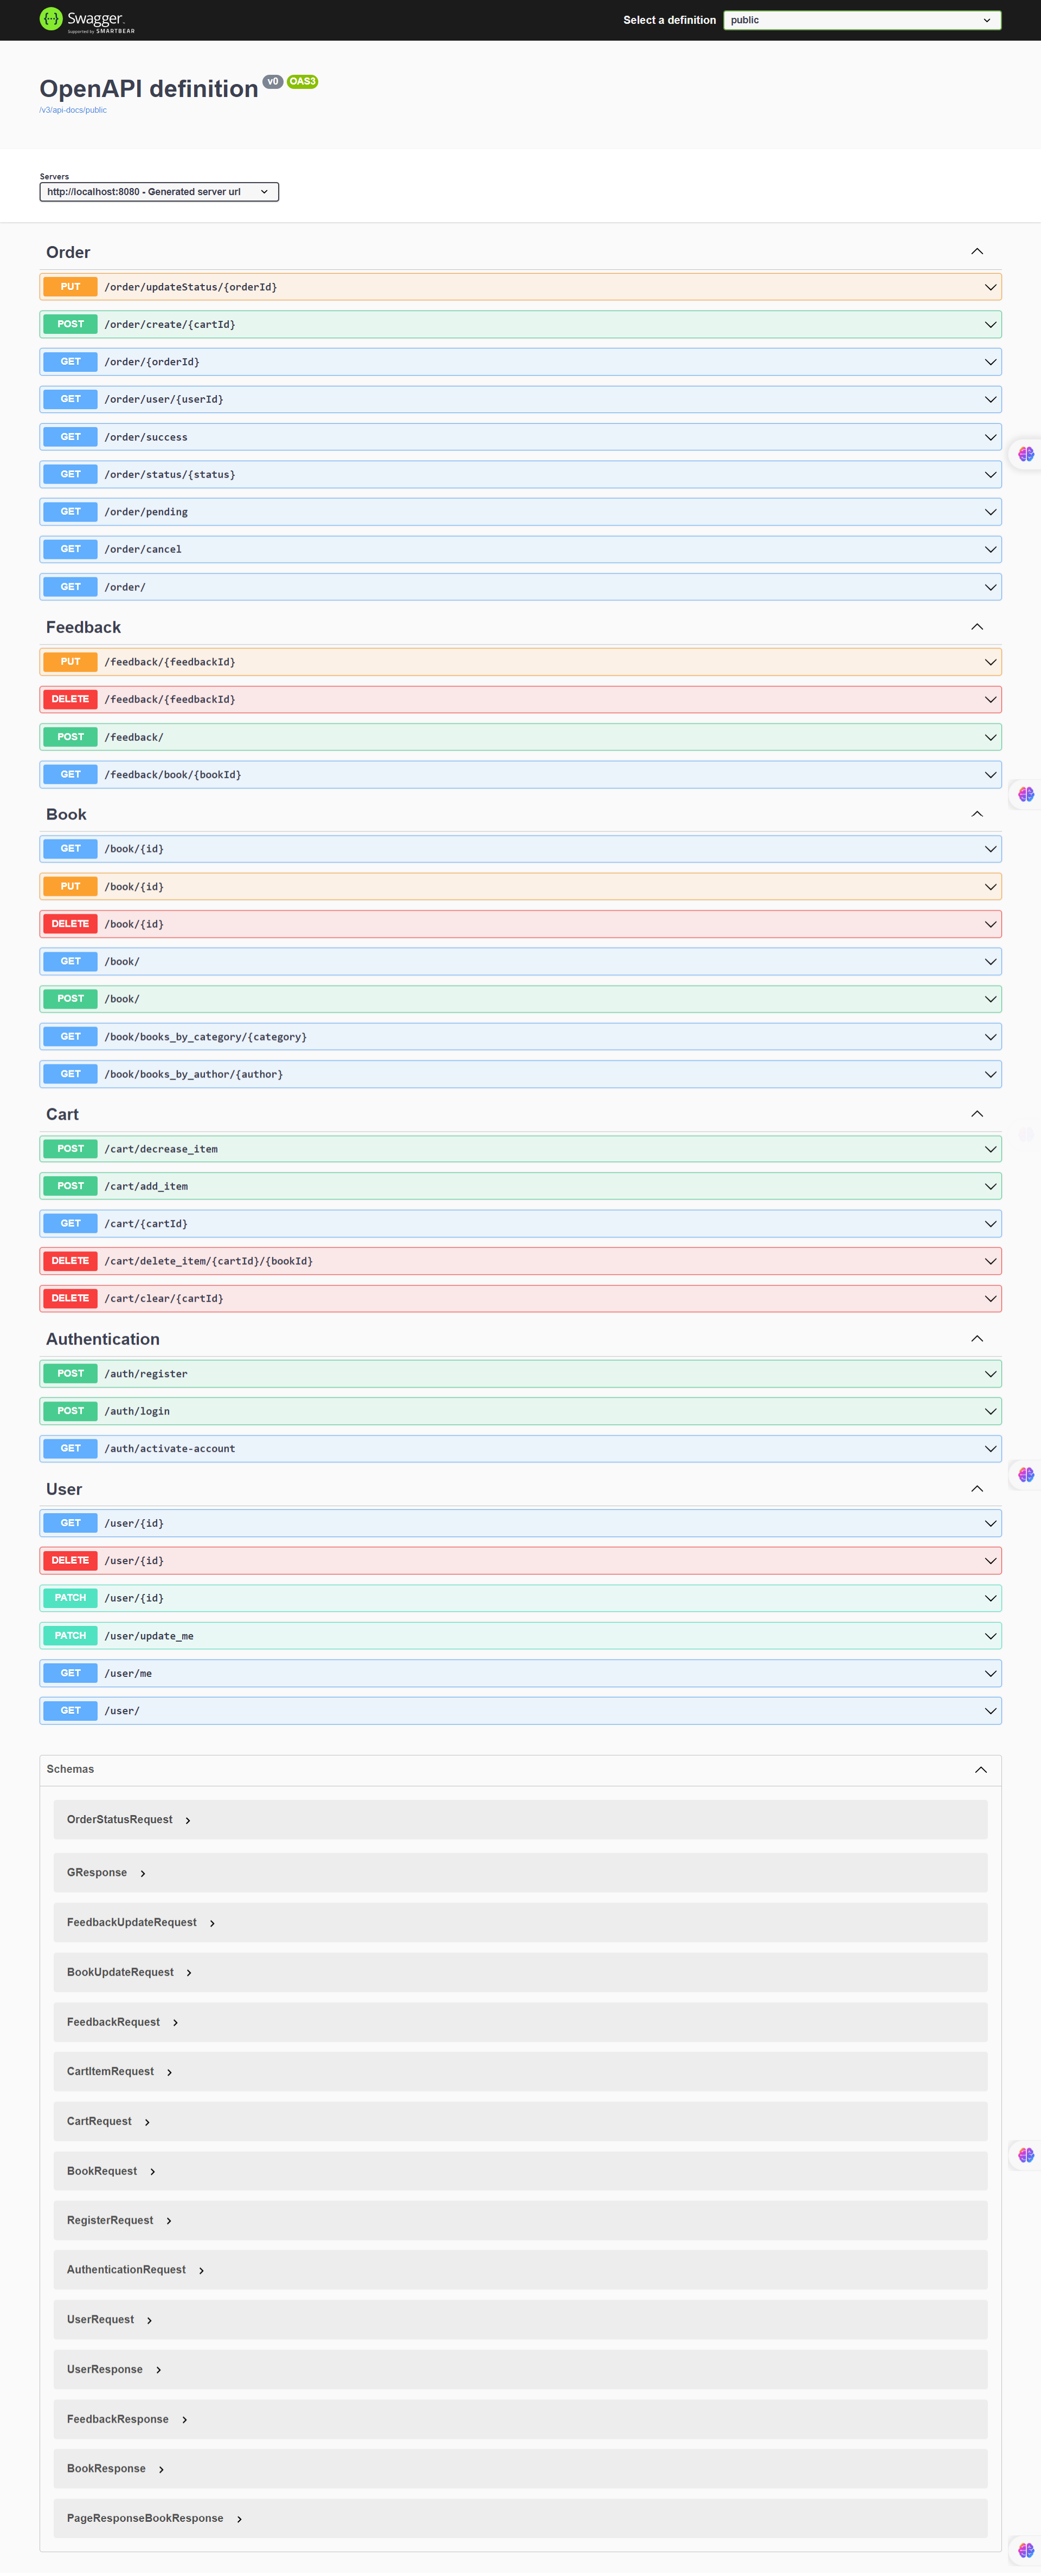 Swagger.
Supported by SMARTBEAR
Select a definition
public
OpenAPI definition v0 OAS3
/v3/api-docs/public
Servers
http://localhost:8080 - Generated server url
Order
PUT /order/updateStatus/{orderId}
POST /order/create/{cartId}
GET /order/{orderId}
GET /order/user/{userId}
GET /order/success
GET /order/status/{status}
GET /order/pending
GET /order/cancel
GET /order/
Feedback
PUT /feedback/{feedbackId}
DELETE /feedback/{feedbackId}
POST /feedback/
GET /feedback/book/{bookId}
Book
GET /book/{id}
PUT /book/{id}
DELETE /book/{id}
GET /book/
POST /book/
GET /book/books_by_category/{category}
GET /book/books_by_author/{author}
Cart
POST /cart/decrease_item
POST /cart/add_item
GET /cart/{cartId}
DELETE /cart/delete_item/{cartId}/{bookId}
DELETE /cart/clear/{cartId}
Authentication
POST /auth/register
POST /auth/login
GET /auth/activate-account
User
GET /user/{id}
DELETE /user/{id}
PATCH /user/{id}
PATCH /user/update_me
GET /user/me
GET /user/
Schemas
OrderStatusRequest
GResponse
FeedbackUpdateRequest
BookUpdateRequest
FeedbackRequest
CartItemRequest
CartRequest
BookRequest
RegisterRequest
AuthenticationRequest
UserRequest
UserResponse
FeedbackResponse
BookResponse
PageResponseBookResponse